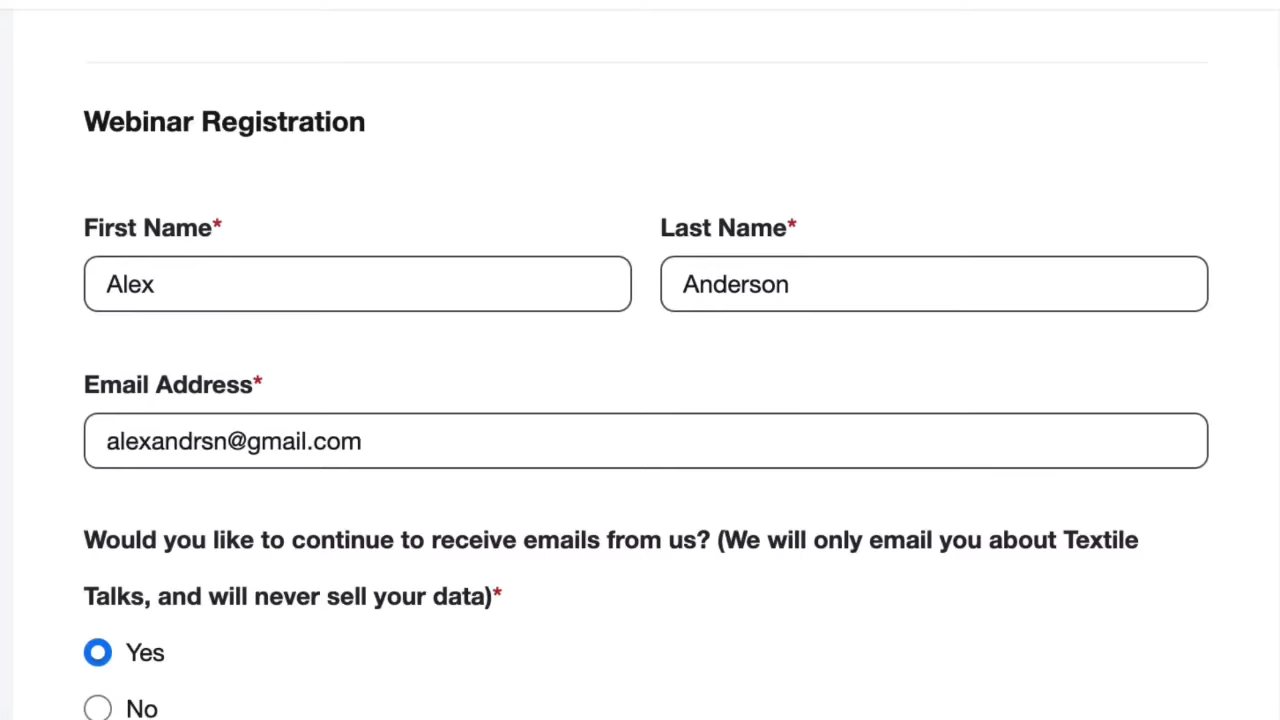 Webinar Registration
First Name* Last Name*
Alex Anderson
Email Address*
alexandrsn@gmail.com
Would you like to continue to receive emails from us? (We will only email you about Textile
Talks, and will never sell your data)*
Yes
No